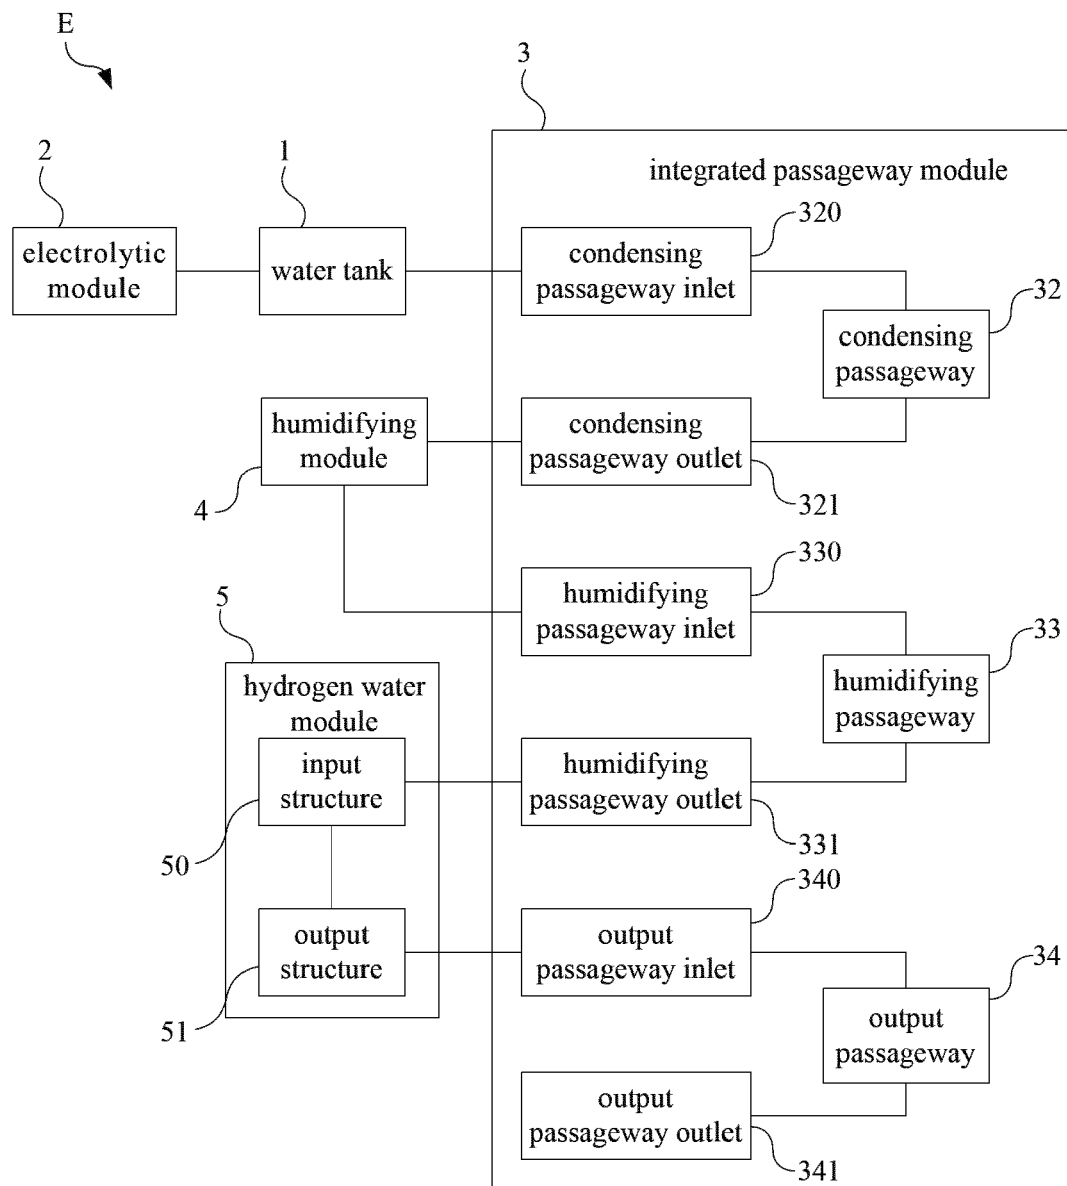 E
3
2
1
integrated passageway module
320
electrolytic
module
water tank
condensing
passageway inlet
32
condensing
passageway
humidifying
module
condensing
passageway outlet
4
321
330
humidifying
passageway inlet
5
33
hydrogen water
module
humidifying
passageway
input
structure
humidifying
passageway outlet
50
331
340
output
structure
output
passageway inlet
34
51
output
passageway
output
passageway outlet
341